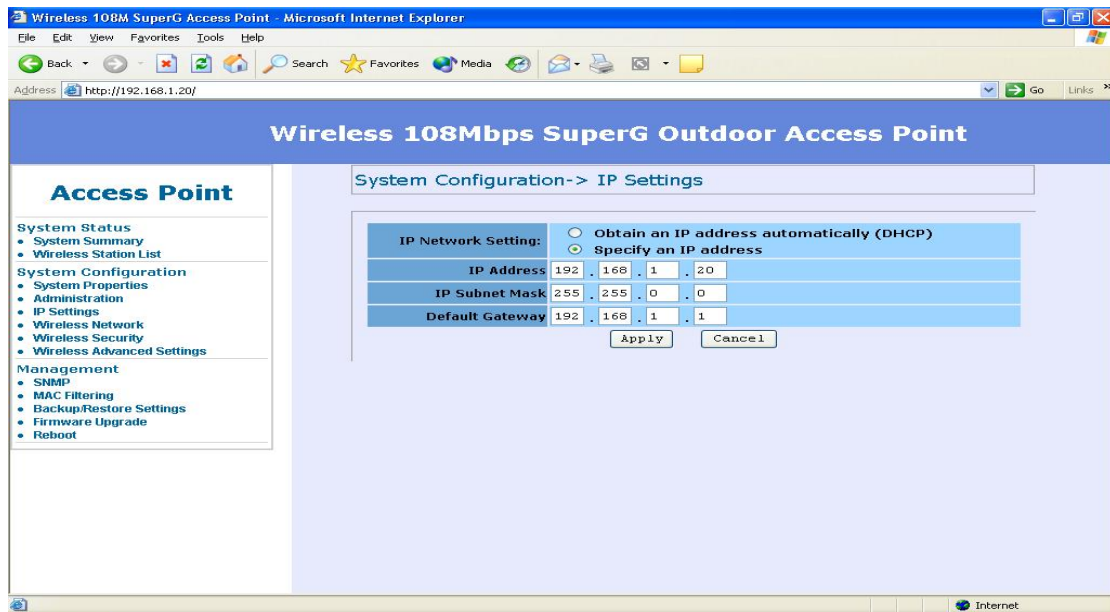 Wireless 108M SuperG Access Point - Microsoft Internet Explorer
File Edit View Favorites Tools Help
Back Search Favorites Media
Address http://192.168.1.20/ Go Links »
Wireless 108Mbps SuperG Outdoor Access Point
Access Point
System Status
System Summary
Wireless Station List
System Configuration
System Properties
Administration
IP Settings
Wireless Network
Wireless Security
Wireless Advanced Settings
Management
SNMP
MAC Filtering
Backup/Restore Settings
Firmware Upgrade
Reboot
System Configuration-> IP Settings
IP Network Setting:
Obtain an IP address automatically (DHCP)
Specify an IP address
IP Address 192 . 168 . 1 . 20
IP Subnet Mask 255 . 255 . 0 . 0
Default Gateway 192 . 168 . 1 . 1
Apply Cancel
Internet